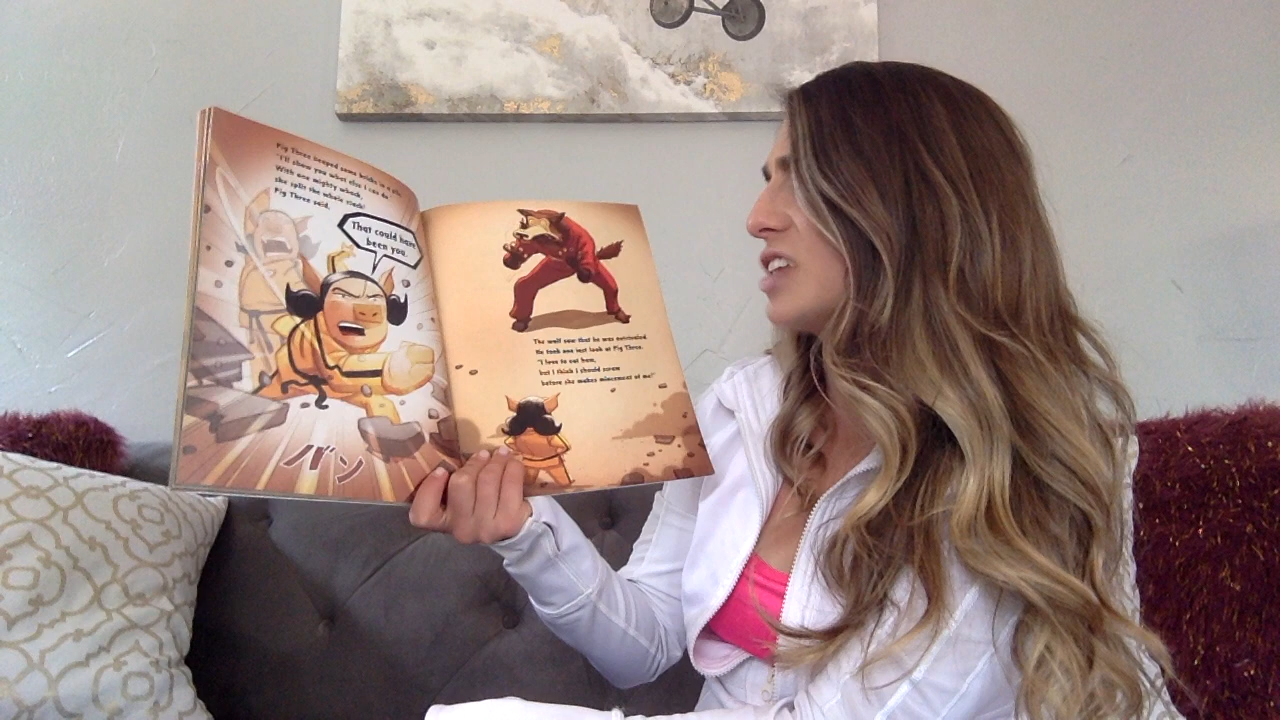 Pig Three heaped some bricks in a pile.
"I'll show you what else I can do."
With one mighty whack,
she split the whole stack!
Pig Three said,
That could have
been you.
バン
The wolf saw that he was outmatched.
He took one last look at Pig Three.
"I love to eat ham,
but I think I should scram
before she makes mincemeat of me!"